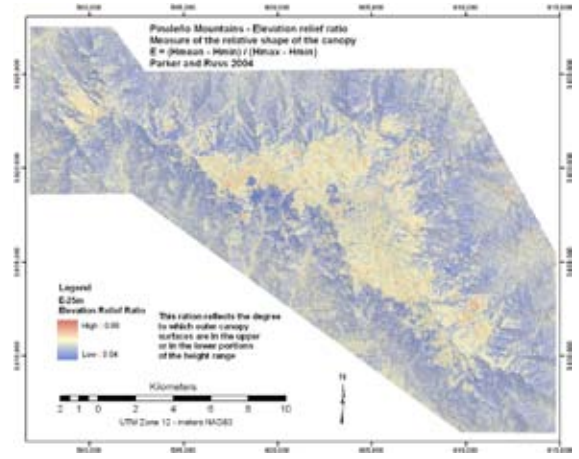 Pinaleño Mountains - Elevation relief ratio
Measure of the relative shape of the canopy
E = (Hmean - Hmin) / (Hmax - Hmin)
Parker and Russ 2004
Legend
E-25m
Elevation Relief Ratio
High :
Low : 0.04
This ration reflects the degree
to which outer canopy
surfaces are in the upper
or in the lower portions
of the height range
Kilometers
2 1 0 2 4 6 8 10
UTM Zone 12 - meters NAD83
N